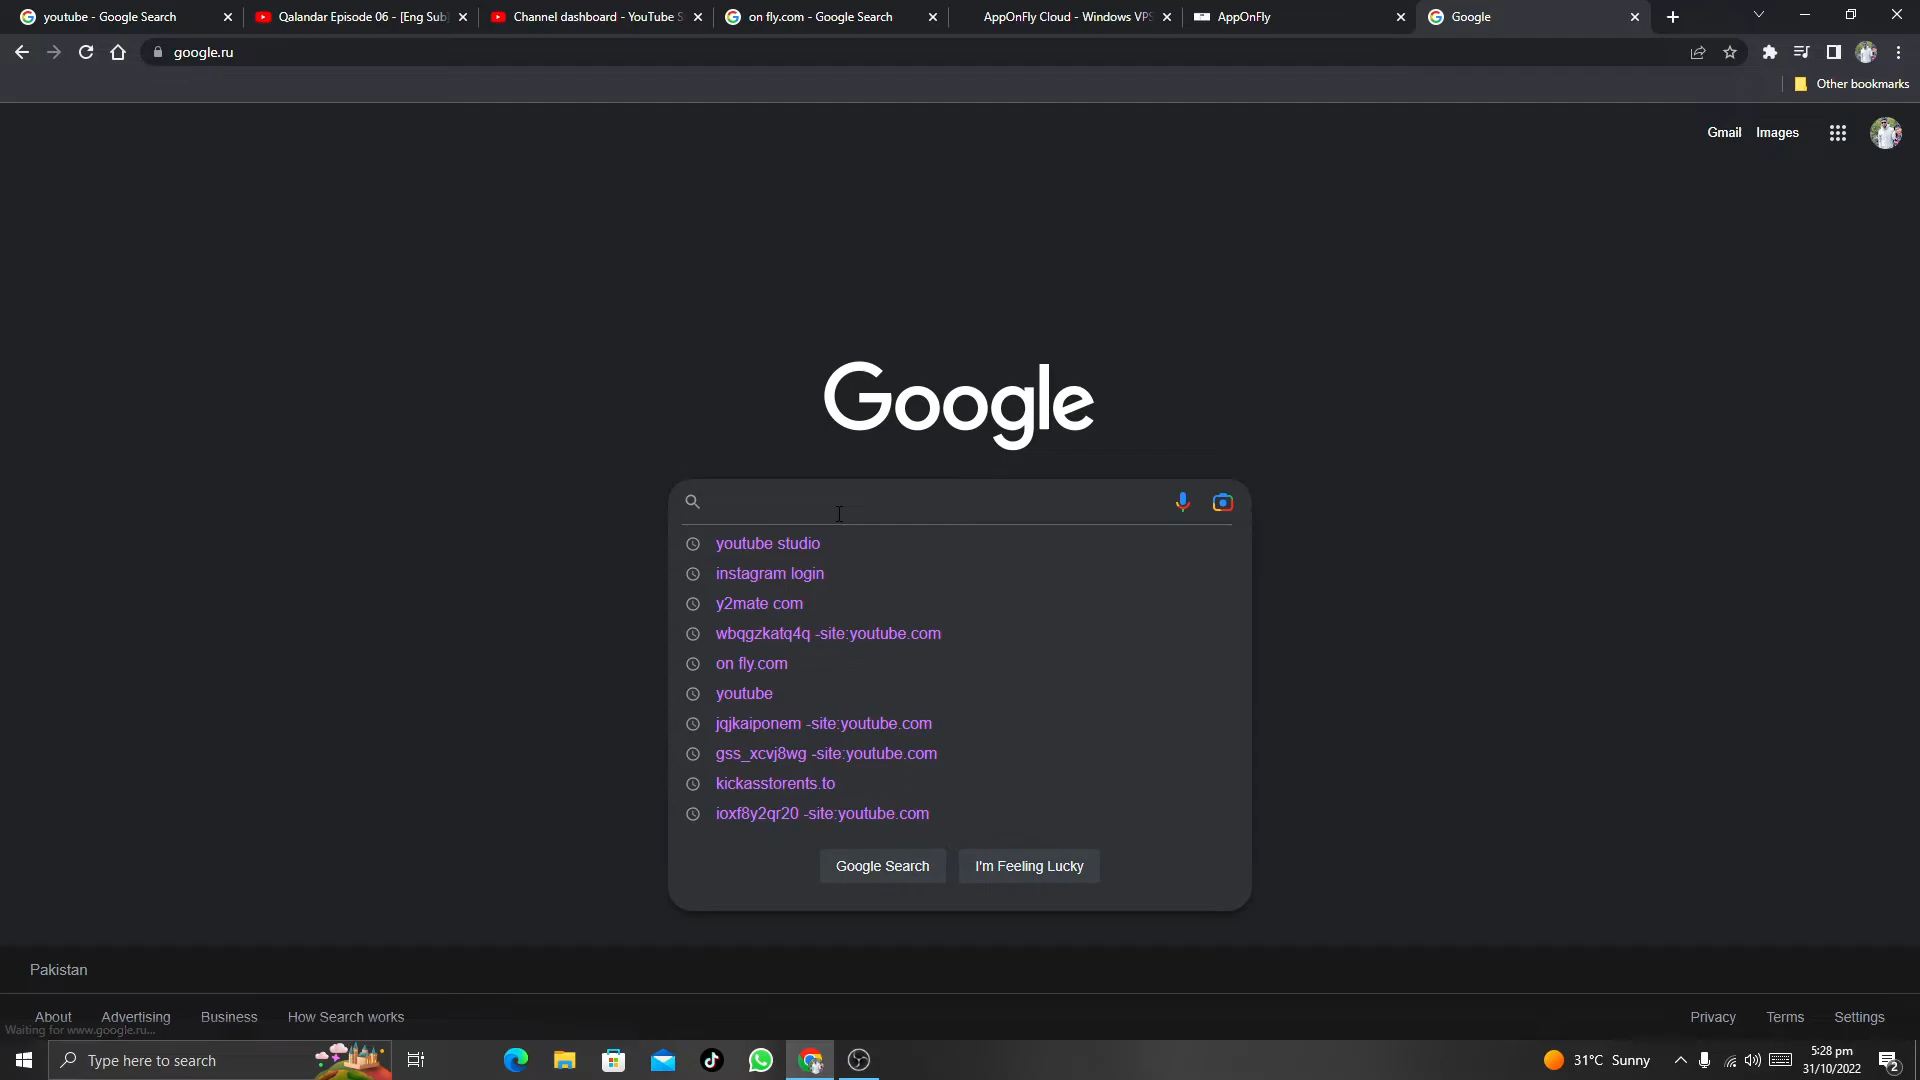 youtube - Google Search
Qalandar Episode 06 - [Eng Sub]
Channel dashboard - YouTube S
on fly.com - Google Search
AppOnFly Cloud - Windows VPS
AppOnFly
Google
google.ru
Other bookmarks
Gmail Images
Google
youtube studio
instagram login
y2mate com
wbqgzkatq4q -site:youtube.com
on fly.com
youtube
jqjkaiponem -site:youtube.com
gss_xcvj8wg -site:youtube.com
kickasstorents.to
ioxf8y2qr20 -site:youtube.com
Google Search I'm Feeling Lucky
Pakistan
About Advertising Business How Search works
Privacy Terms Settings
Waiting for www.google.ru...
Type here to search
31°C Sunny
5:28 pm
31/10/2022
2